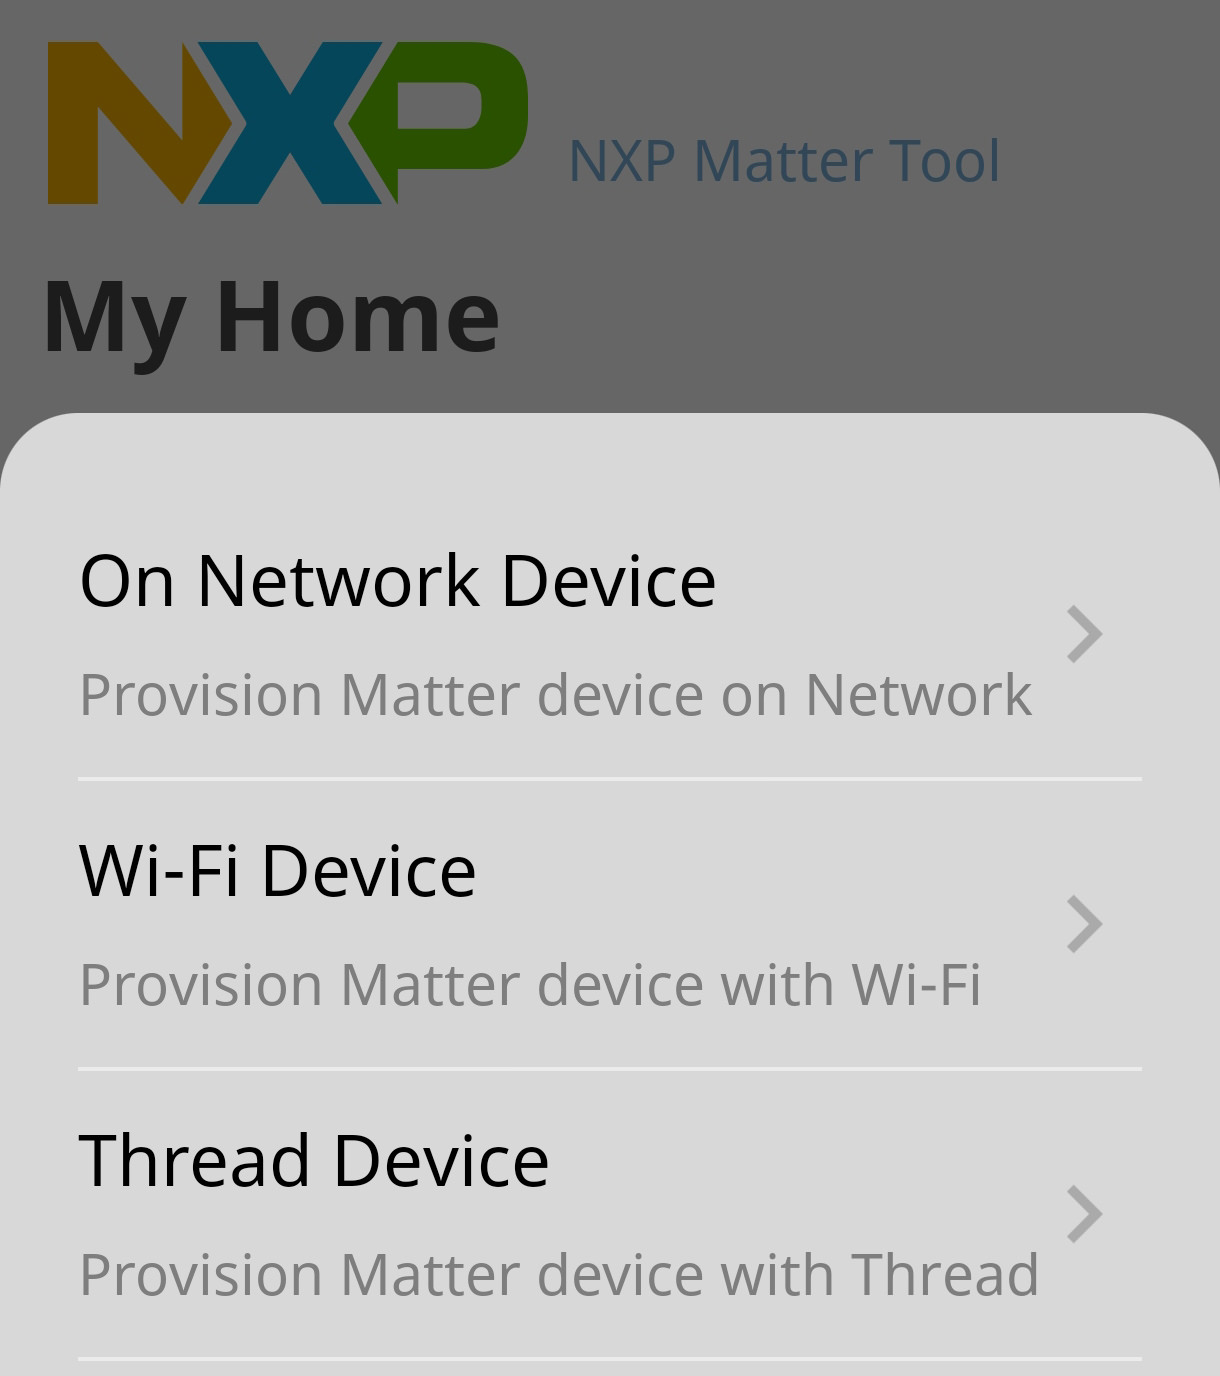 NXP NXP Matter Tool
My Home
On Network Device
Provision Matter device on Network
Wi-Fi Device
Provision Matter device with Wi-Fi
Thread Device
Provision Matter device with Thread